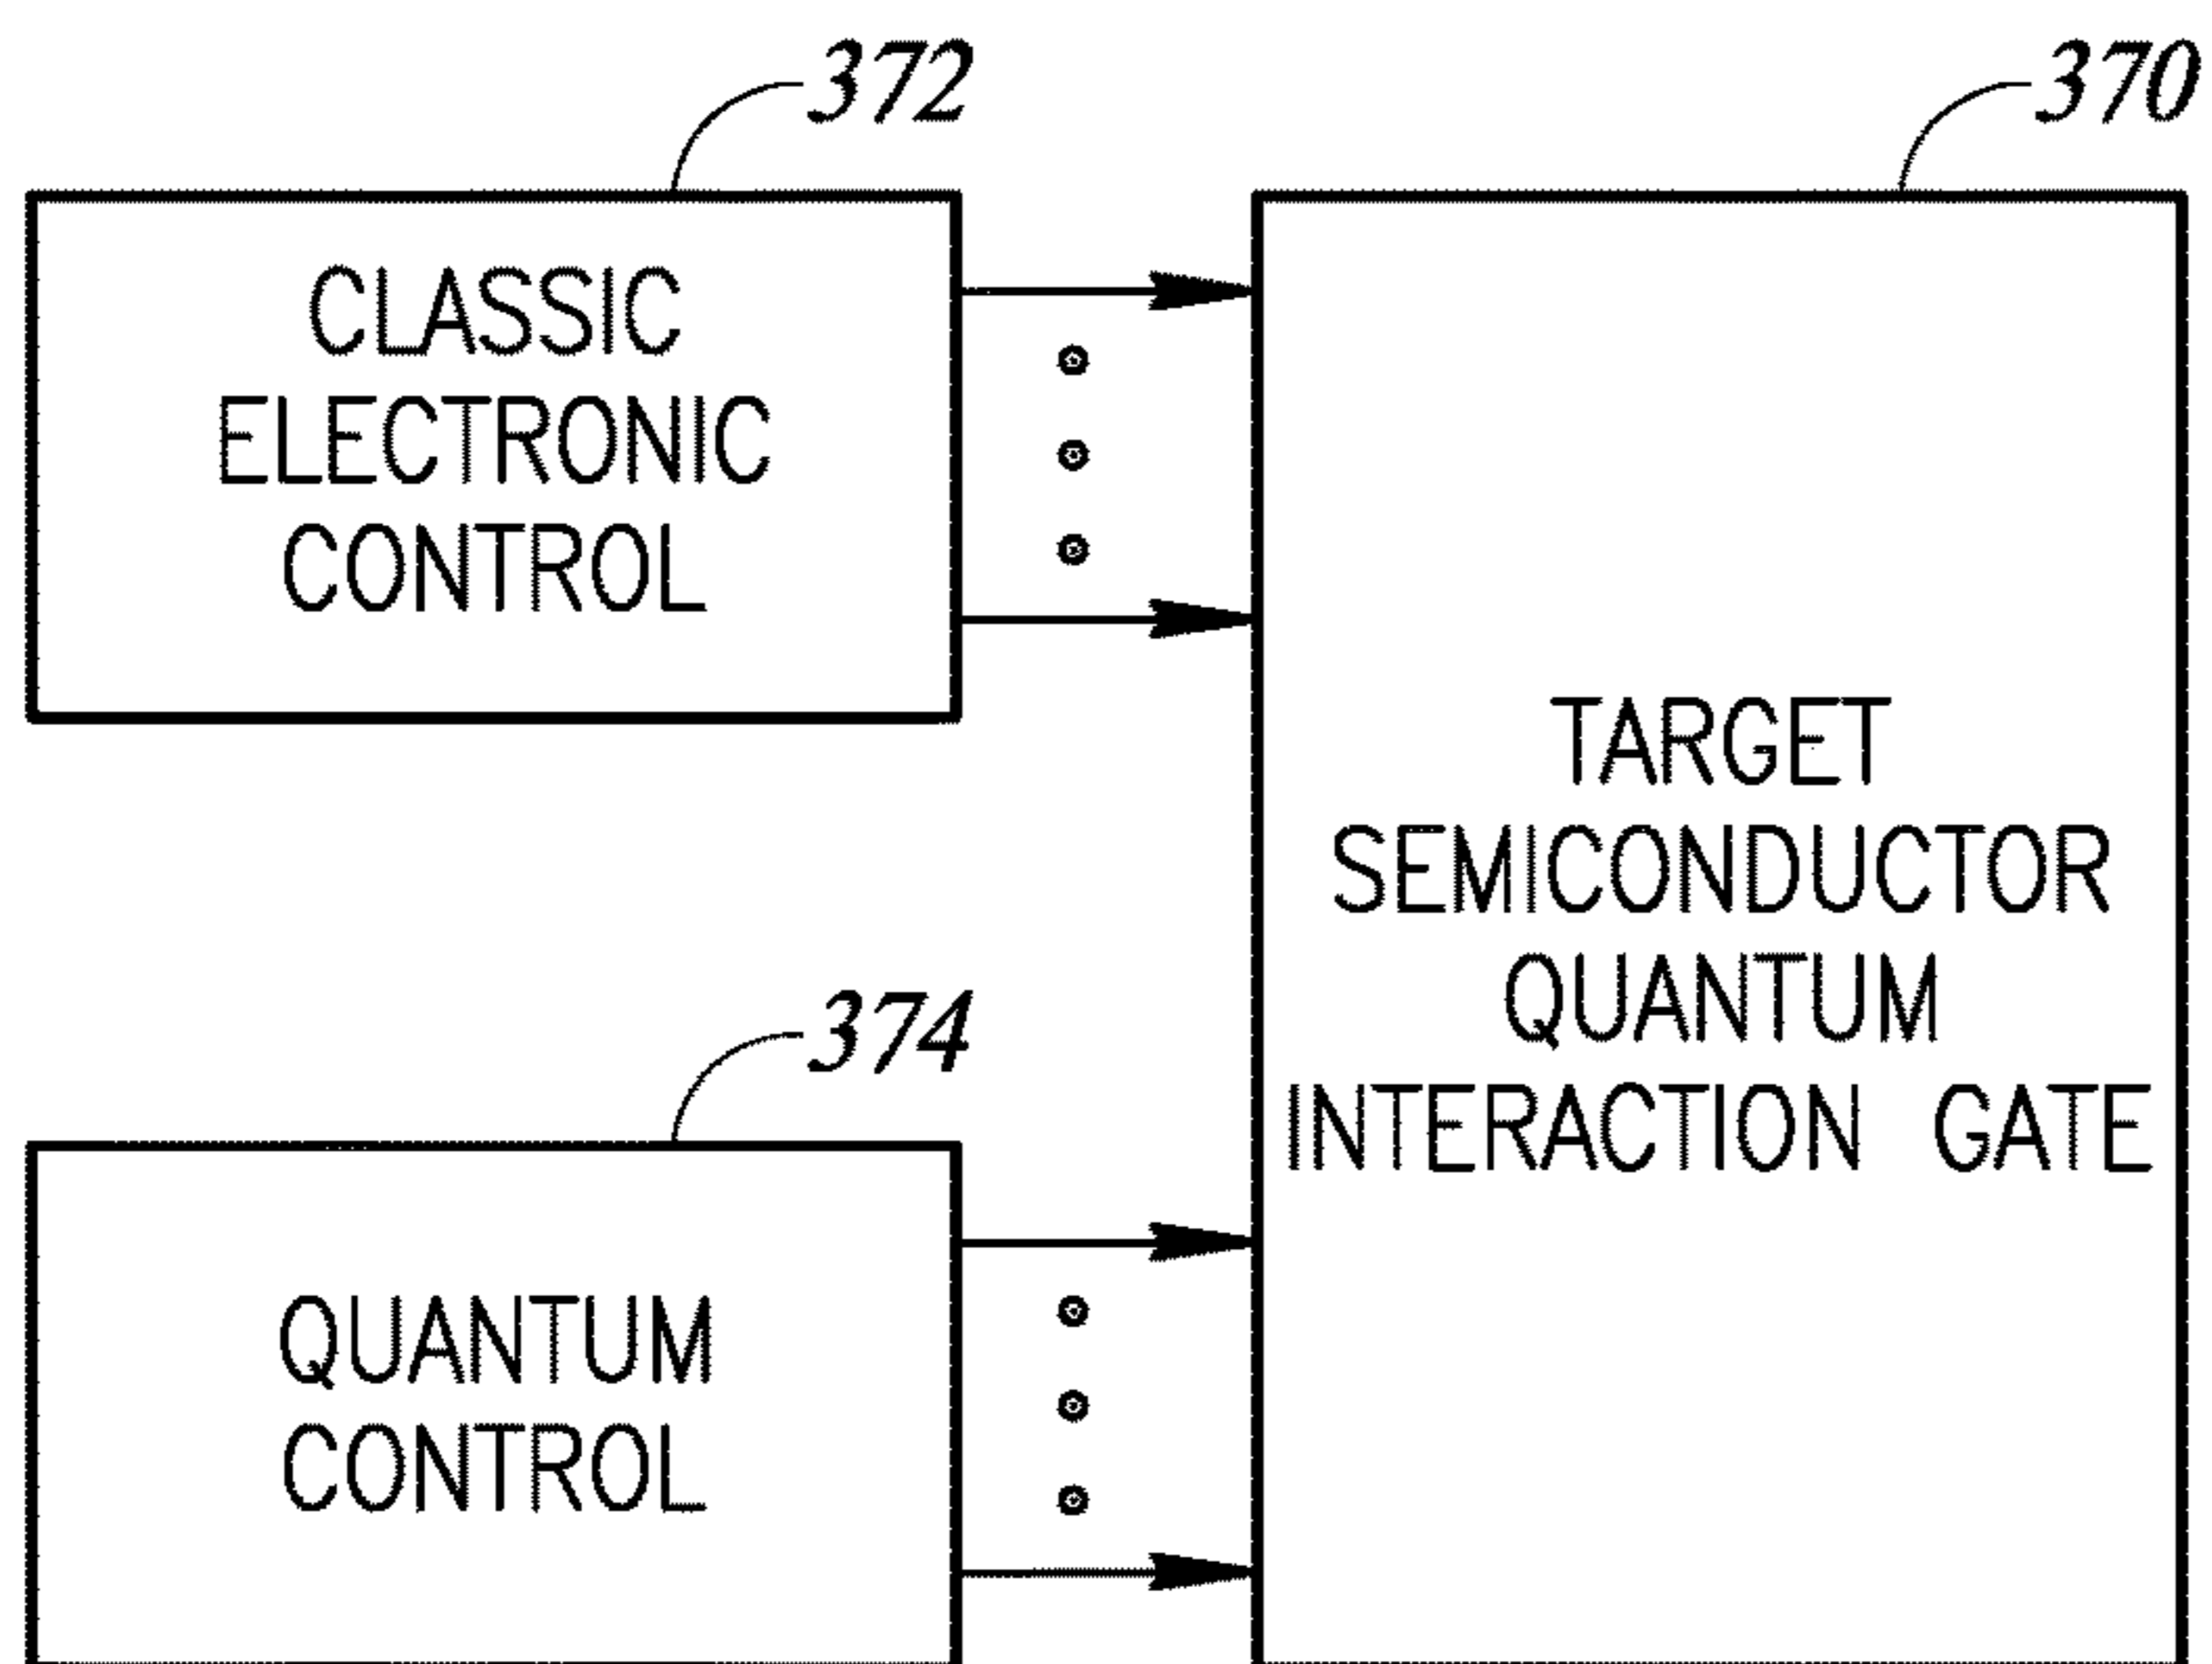 372
370
CLASSIC
ELECTRONIC
CONTROL
TARGET
SEMICONDUCTOR
QUANTUM
INTERACTION GATE
374
QUANTUM
CONTROL